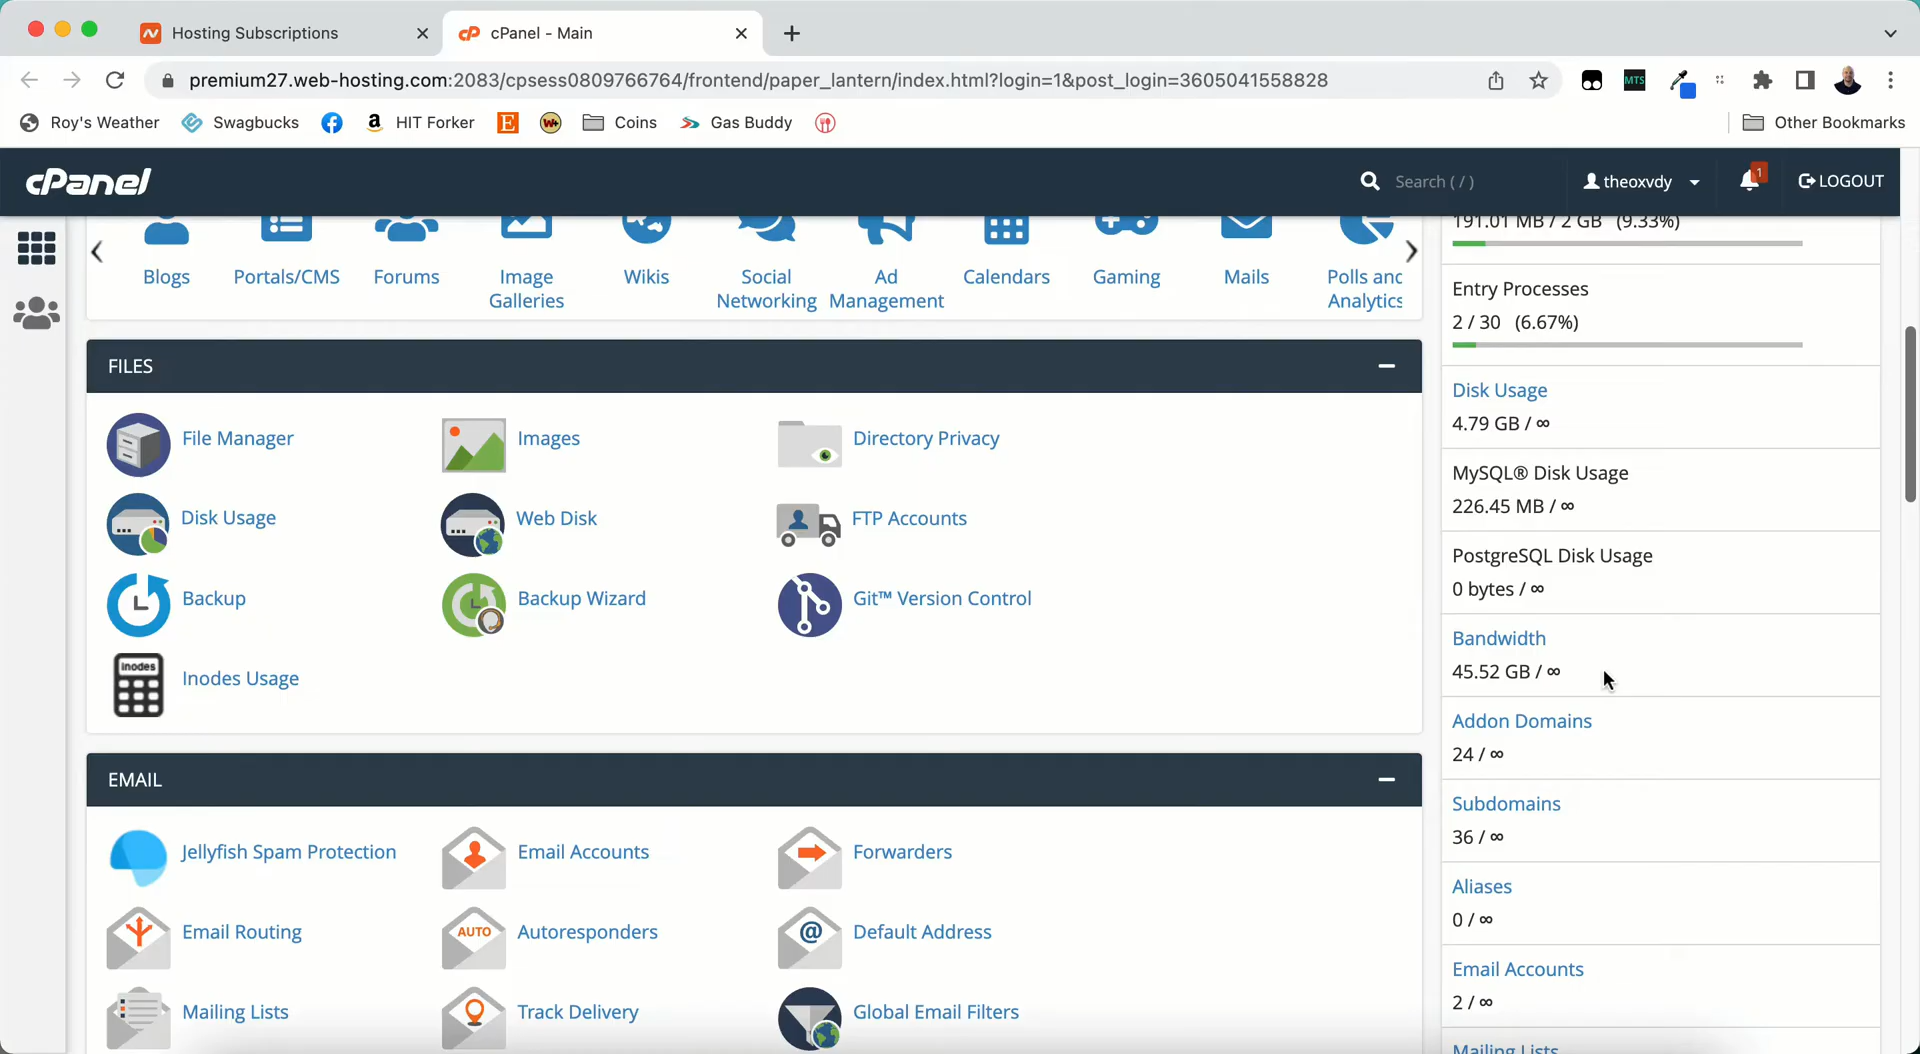 Hosting Subscriptions
cPanel - Main
premium27.web-hosting.com:2083/cpsess0809766764/frontend/paper_lantern/index.html?login=1&post_login=3605041558828
MTS
Roy's Weather
Swagbucks
a
HIT Forker
E
W+
Coins
Gas Buddy
Other Bookmarks
cPanel
Search ( / )
theoxvdy
1
LOGOUT
Blogs
Portals/CMS
Forums
Image
Galleries
Wikis
Social
Networking
Ad
Management
Calendars
Gaming
Mails
Polls and
Analytics
FILES
File Manager
Images
Directory Privacy
Disk Usage
Web Disk
FTP Accounts
Backup
Backup Wizard
Git™ Version Control
Inodes
Inodes Usage
EMAIL
Jellyfish Spam Protection
Email Accounts
Forwarders
Email Routing
AUTO
Autoresponders
@
Default Address
Mailing Lists
Track Delivery
Global Email Filters
191.01 MB / 2 GB (9.33%)
Entry Processes
2 / 30 (6.67%)
Disk Usage
4.79 GB / ∞
MySQL® Disk Usage
226.45 MB / ∞
PostgreSQL Disk Usage
0 bytes / ∞
Bandwidth
45.52 GB / ∞
Addon Domains
24 / ∞
Subdomains
36 / ∞
Aliases
0 / ∞
Email Accounts
2 / ∞
Mailing Lists